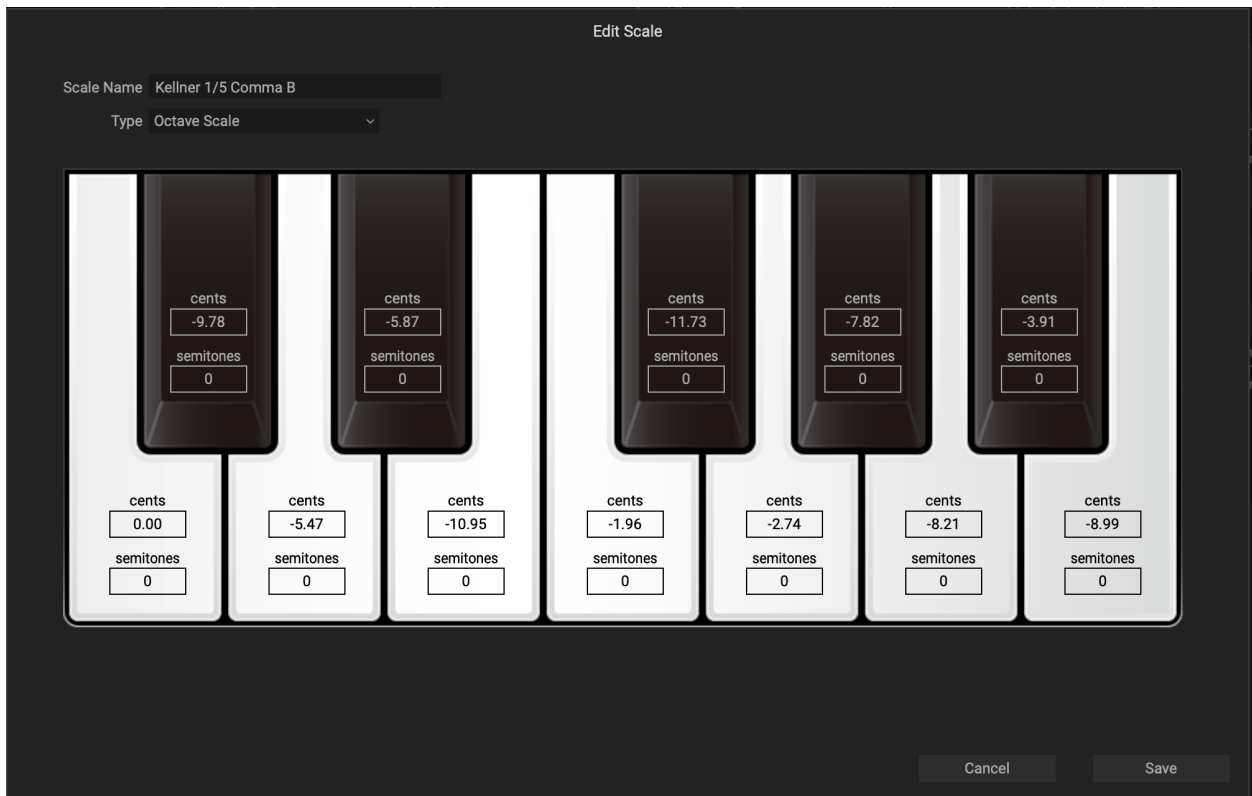 Edit Scale
Scale Name Kellner 1/5 Comma B
Type Octave Scale
cents cents cents cents cents
-9.78 -5.87 -11.73 -7.82 -3.91
semitones semitones semitones semitones semitones
0 0 0 0 0
cents cents cents cents cents cents cents
0.00 -5.47 -10.95 -1.96 -2.74 -8.21 -8.99
semitones semitones semitones semitones semitones semitones semitones
0 0 0 0 0 0 0
Cancel Save